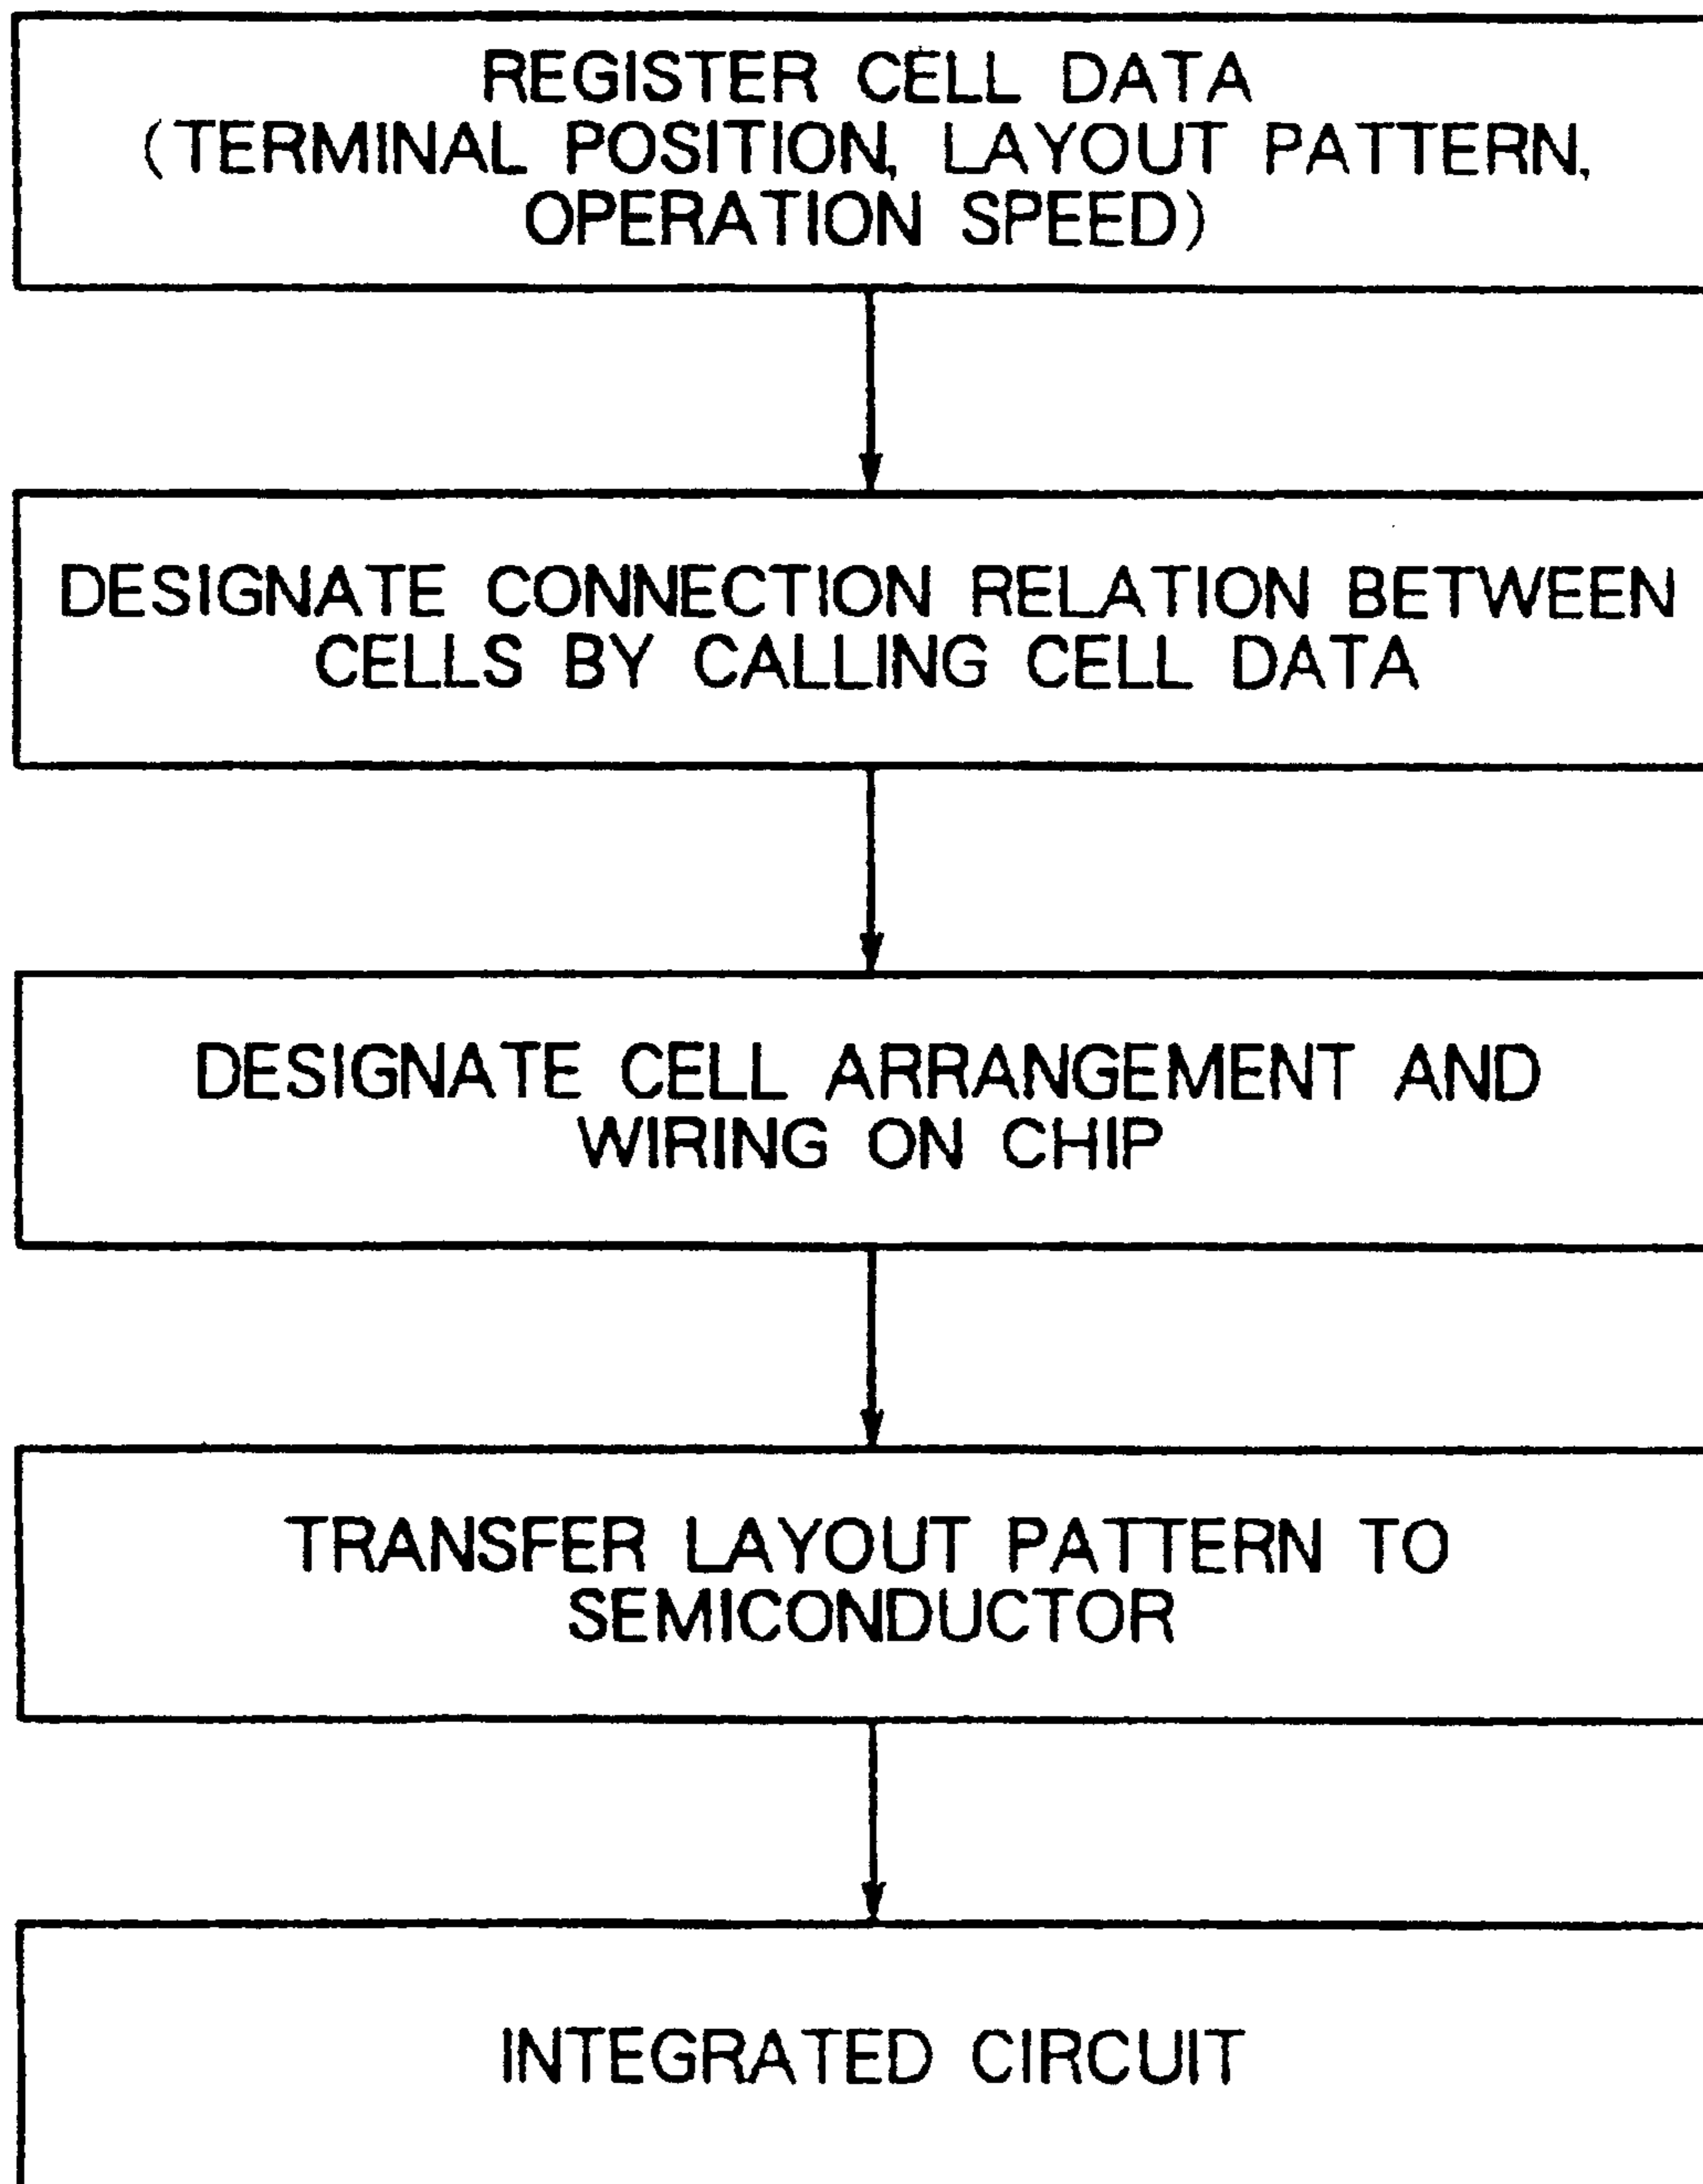 REGISTER CELL DATA
(TERMINAL POSITION, LAYOUT PATTERN,
OPERATION SPEED)
DESIGNATE CONNECTION RELATION BETWEEN
CELLS BY CALLING CELL DATA
DESIGNATE CELL ARRANGEMENT AND
WIRING ON CHIP
TRANSFER LAYOUT PATTERN TO
SEMICONDUCTOR
INTEGRATED CIRCUIT